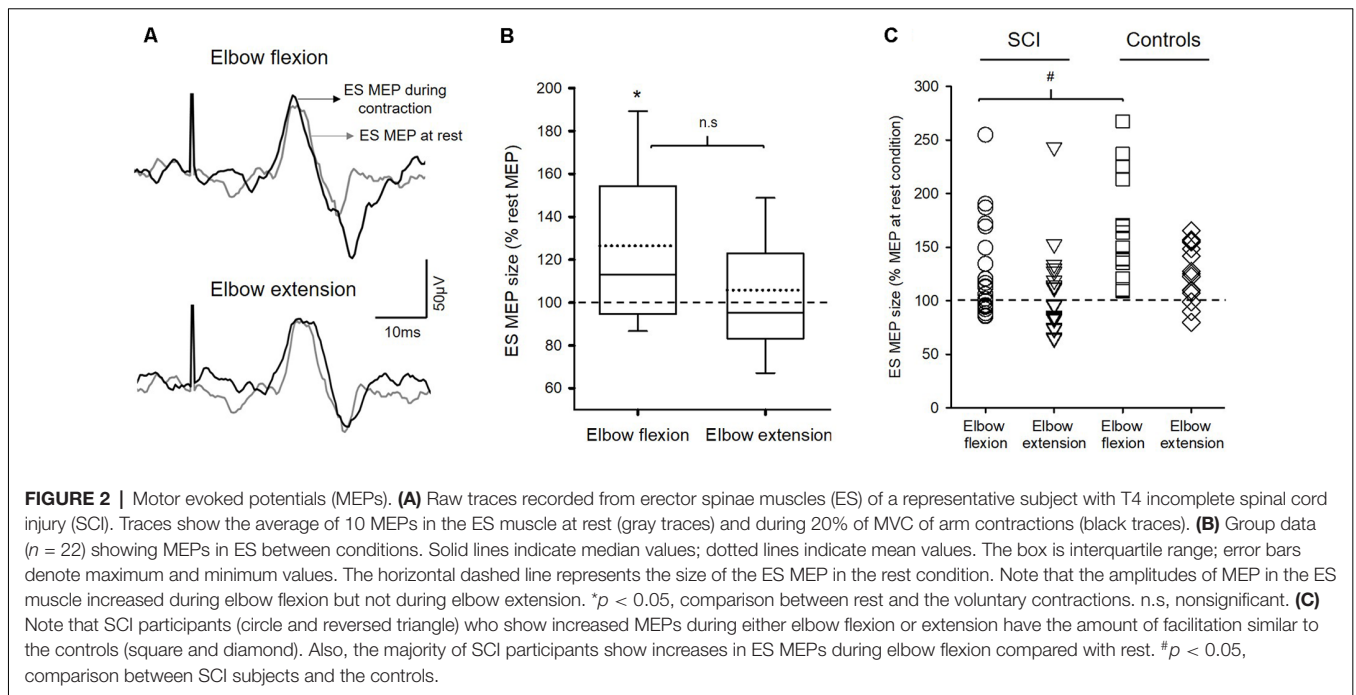 A
Elbow flexion
ES MEP during
contraction
ES MEP at rest
Elbow extension
50μV
10ms
B
ES MEP size (% rest MEP)
200
180
160
140
120
100
80
60
*
n.s
Elbow flexion
Elbow extension
C
SCI
Controls
#
ES MEP size (% MEP at rest condition)
300
250
200
150
100
50
0
Elbow
flexion
Elbow
extension
Elbow
flexion
Elbow
extension
FIGURE 2 | Motor evoked potentials (MEPs). (A) Raw traces recorded from erector spinae muscles (ES) of a representative subject with T4 incomplete spinal cord
injury (SCI). Traces show the average of 10 MEPs in the ES muscle at rest (gray traces) and during 20% of MVC of arm contractions (black traces). (B) Group data
(n = 22) showing MEPs in ES between conditions. Solid lines indicate median values; dotted lines indicate mean values. The box is interquartile range; error bars
denote maximum and minimum values. The horizontal dashed line represents the size of the ES MEP in the rest condition. Note that the amplitudes of MEP in the ES
muscle increased during elbow flexion but not during elbow extension. *p < 0.05, comparison between rest and the voluntary contractions. n.s, nonsignificant. (C)
Note that SCI participants (circle and reversed triangle) who show increased MEPs during either elbow flexion or extension have the amount of facilitation similar to
the controls (square and diamond). Also, the majority of SCI participants show increases in ES MEPs during elbow flexion compared with rest. #p < 0.05,
comparison between SCI subjects and the controls.